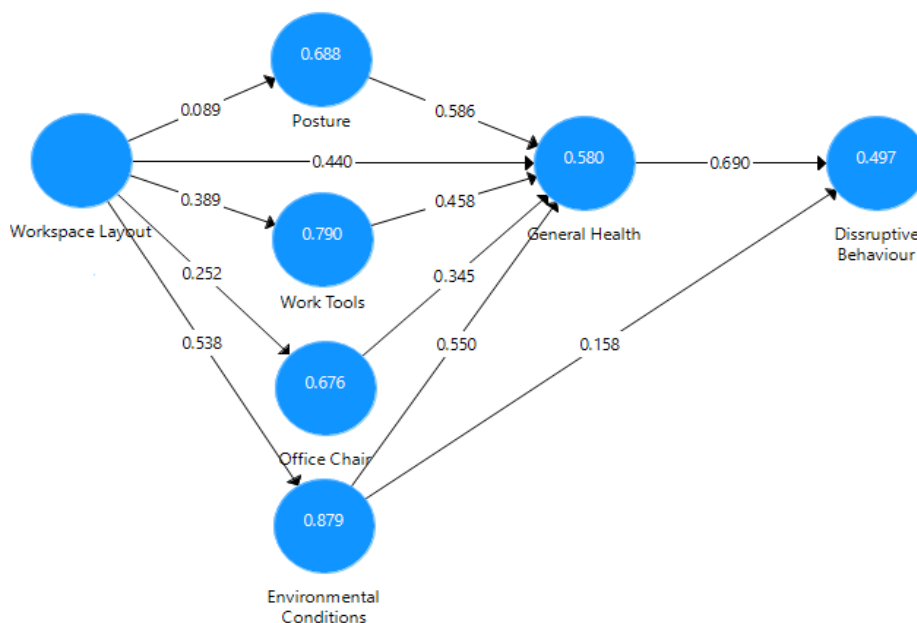 0.688
0.089
Posture
0.586
0.440
0.580
0.690
0.497
0.389
0.458
Workspace Layout
0.790
General Health
Dissruptive
Behaviour
0.252
Work Tools
0.345
0.538
0.550
0.158
0.676
Office Chair
0.879
Environmental
Conditions